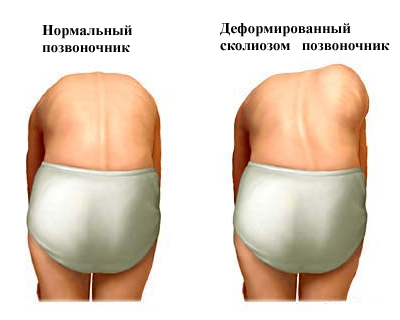 Нормальный
позвоночник
Деформированный
сколиозом позвоночник